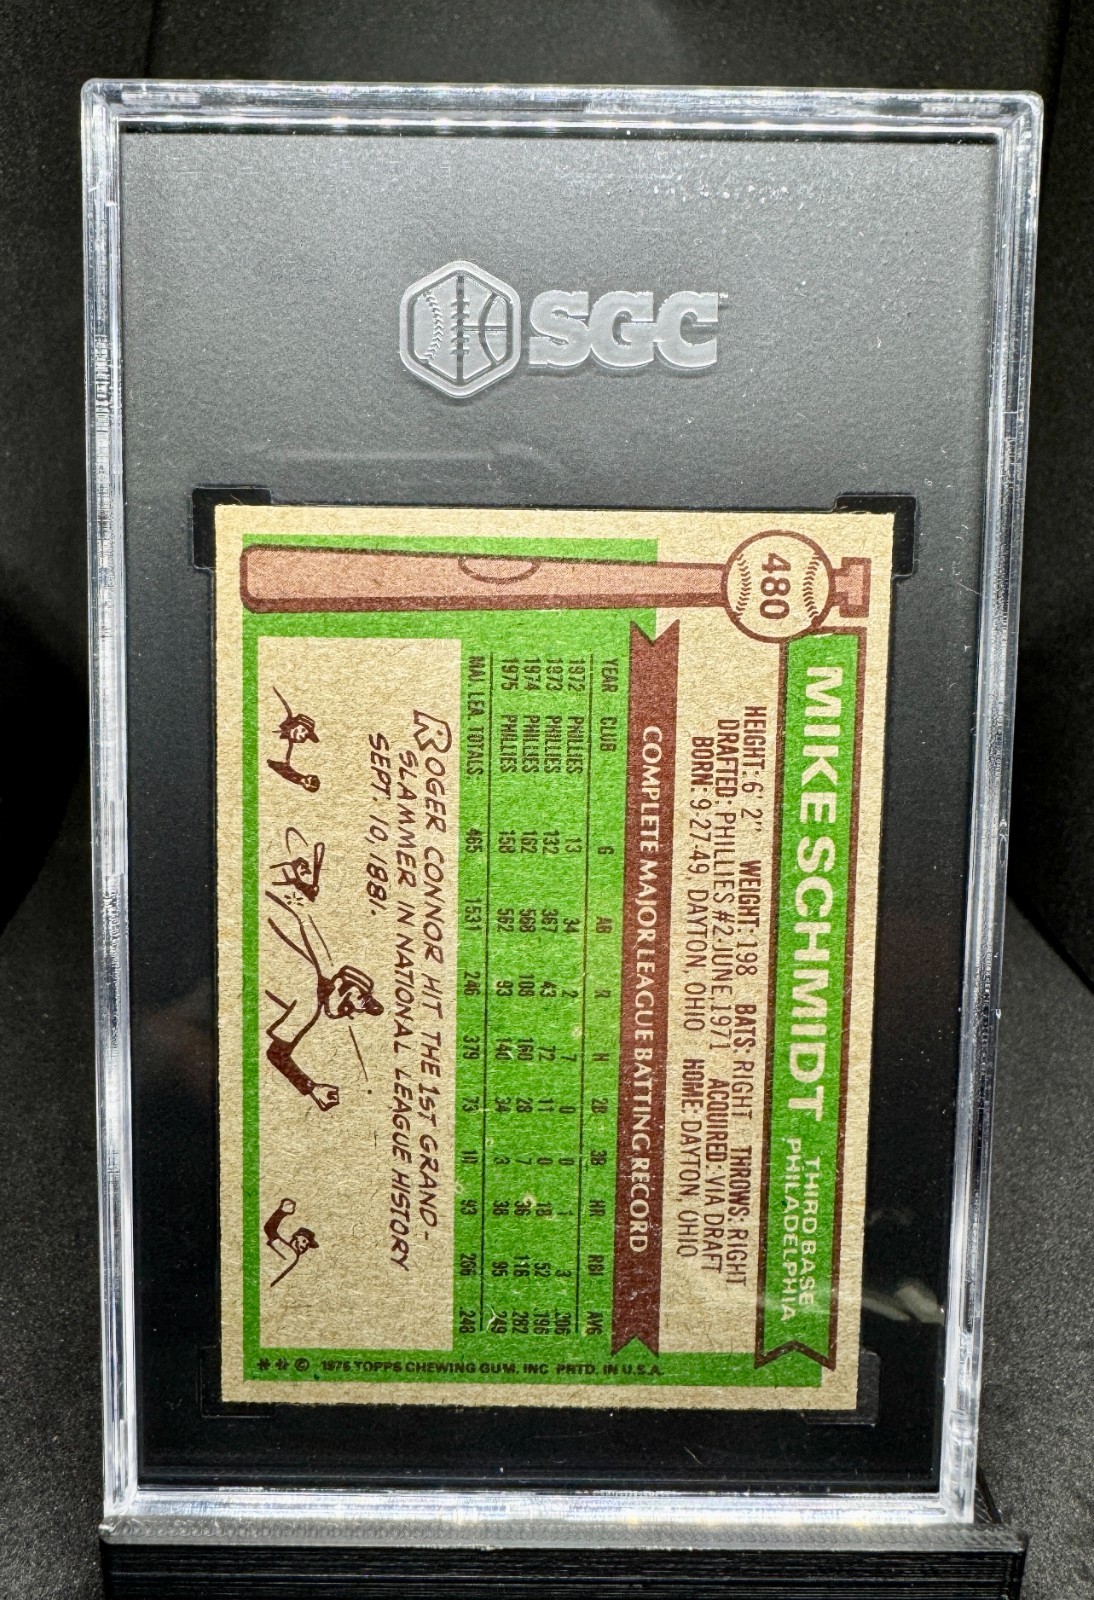 SGC
480
MIKE SCHMIDT
THIRD BASE
PHILADELPHIA
HEIGHT: 6' 2" WEIGHT: 198 BATS: RIGHT THROWS: RIGHT
DRAFTED: PHILLIES #2-JUNE, 1971 ACQUIRED: VIA DRAFT
BORN: 9-27-49, DAYTON, OHIO HOME: DAYTON, OHIO
COMPLETE MAJOR LEAGUE BATTING RECORD
YEAR CLUB G AB R H 2B 3B HR RBI AVG
1972 PHILLIES 13 34 2 7 0 0 1 3 .206
1973 PHILLIES 132 367 43 72 11 0 18 52 .196
1974 PHILLIES 162 568 108 160 28 7 36 116 .282
1975 PHILLIES 158 562 93 140 34 3 38 95 .249
MAJ. LEA. TOTALS 465 1531 246 379 73 10 93 266 .248
ROGER CONNOR HIT THE 1ST GRAND-
SLAMMER IN NATIONAL LEAGUE HISTORY
SEPT. 10, 1881.
** © 1976 TOPPS CHEWING GUM, INC PRTD. IN U.S.A.